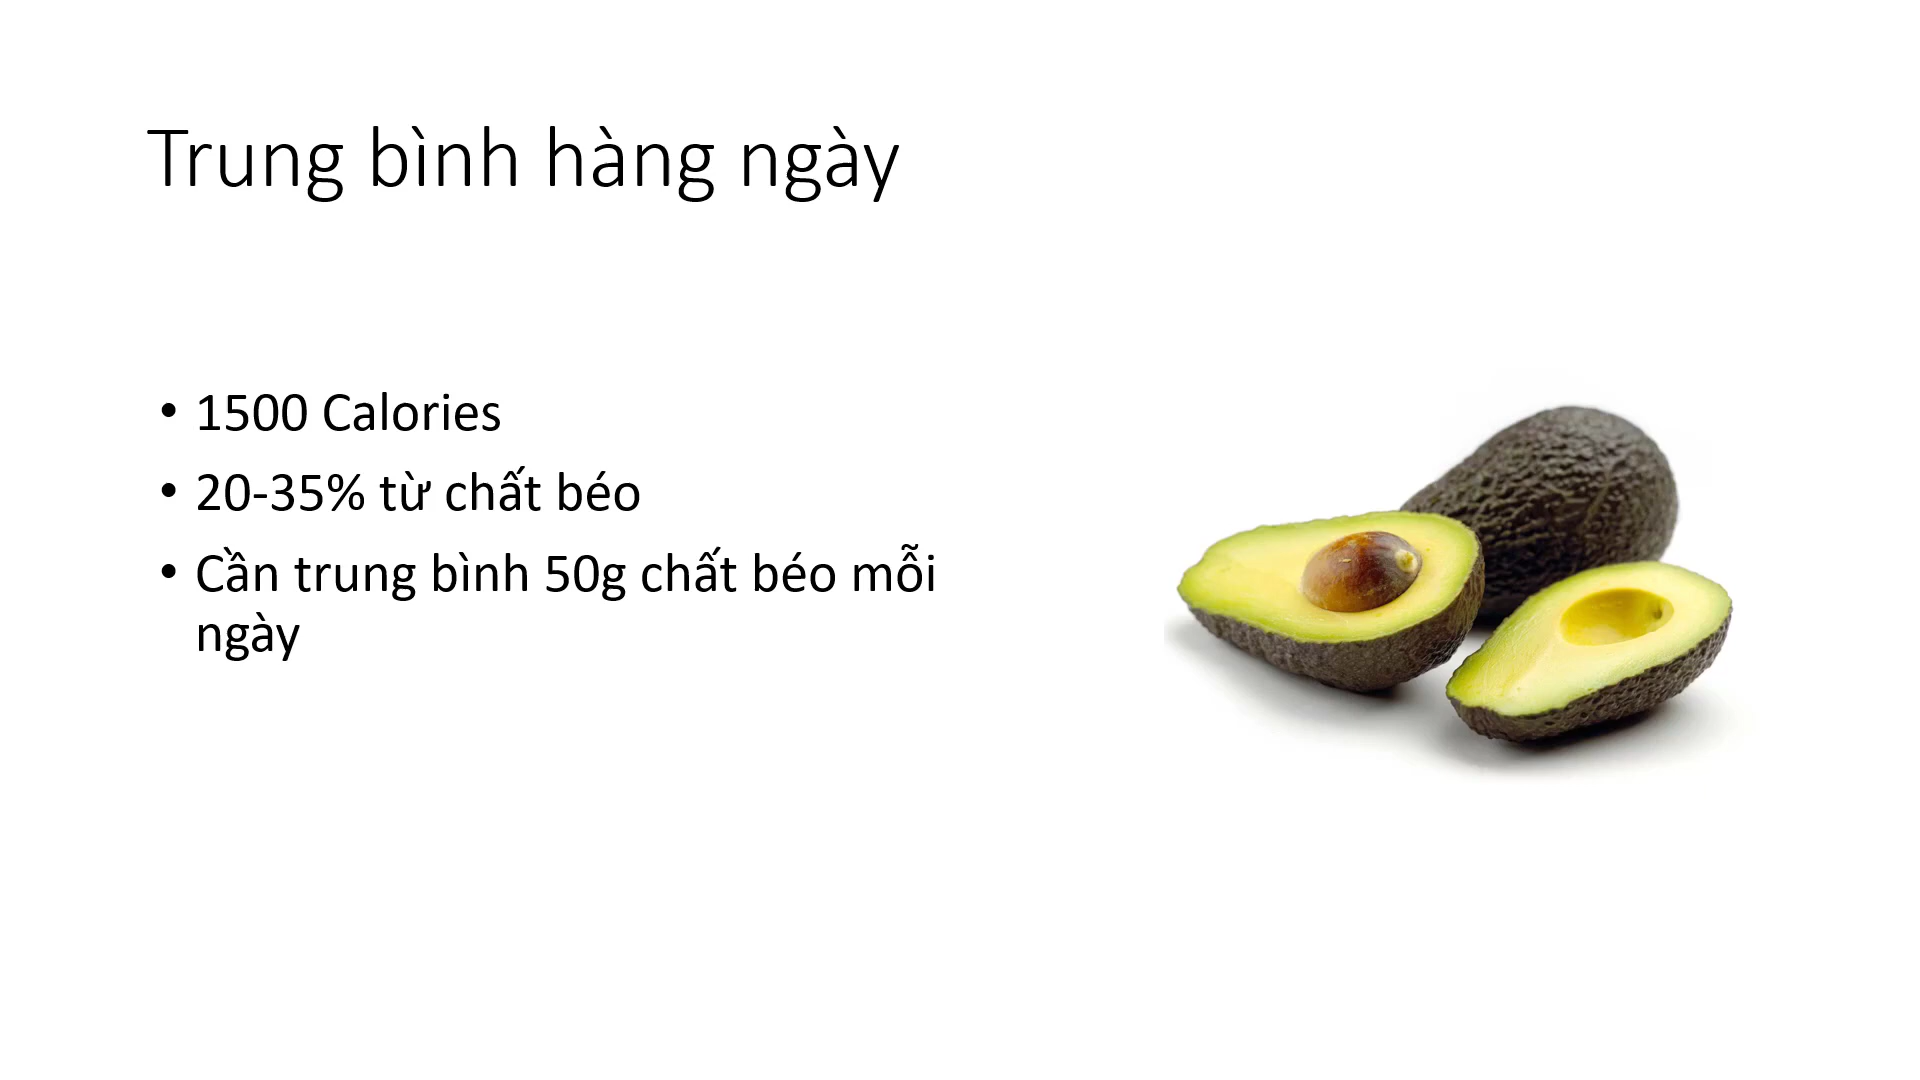 Trung bình hàng ngày
• 1500 Calories
• 20-35% từ chất béo
• Cần trung bình 50g chất béo mỗi
ngày